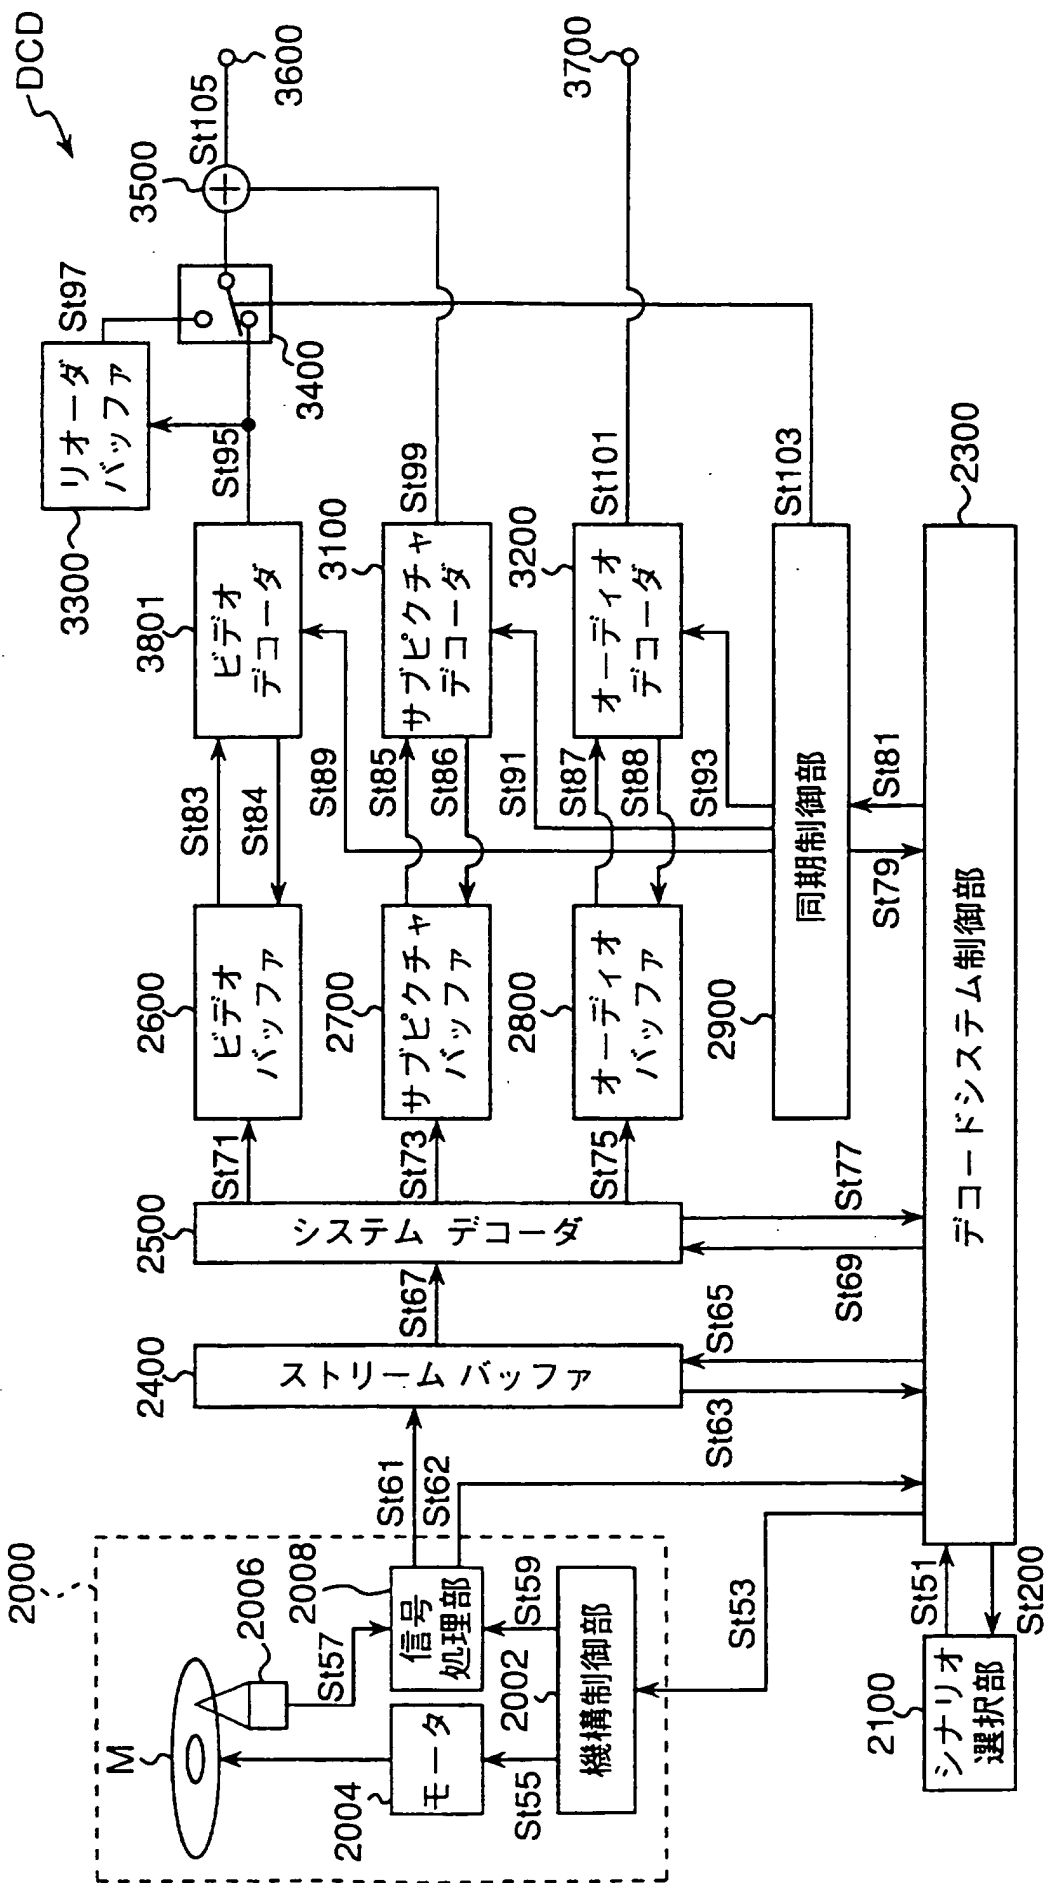 DCD
2000
M
2006
St57
2008
信号
処理部
2004
モータ
St55
2002
St59
機構制御部
St61
St62
St53
2100
シナリオ
選択部
St51
St200
2400
ストリーム バッファ
St63
St65
St67
2500
システム デコーダ
St69
St77
St71
St73
St75
2600
ビデオ
バッファ
2700
サブピクチャ
バッファ
2800
オーディオ
バッファ
2900
同期制御部
St79
St81
St83
St84
St89
St85
St86
St91
St87
St88
St93
3801
ビデオ
デコーダ
3100
サブピクチャ
デコーダ
3200
オーディオ
デコーダ
2300
デコードシステム制御部
St95
St99
St101
St103
3300
リオーダ
バッファ
St97
3400
3500
St105
3600
3700